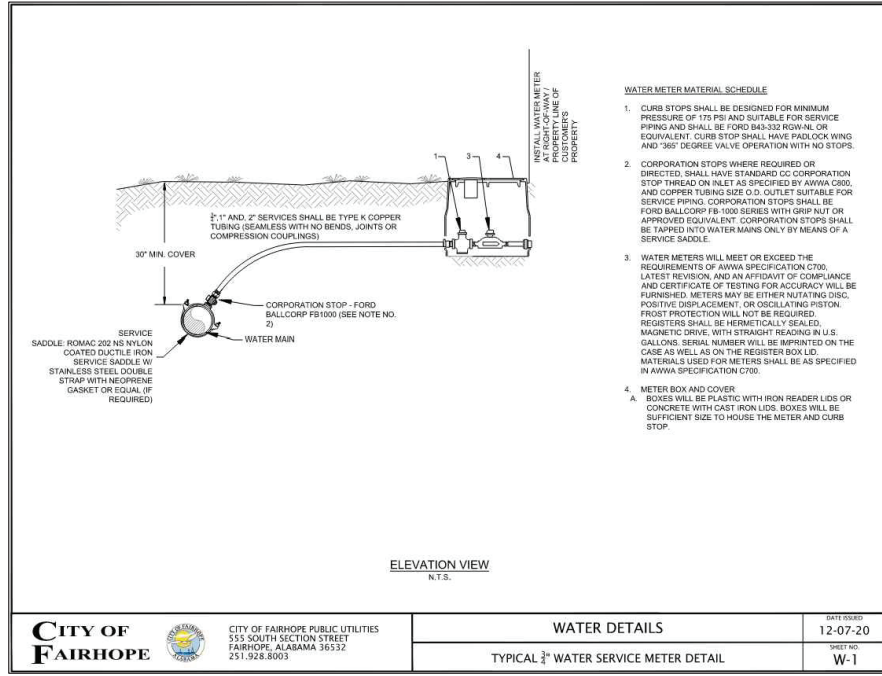 INSTALL WATER METER
AT RIGHT-OF-WAY /
PROPERTY LINE OF
CUSTOMER'S
PROPERTY
1
3
4
¾",1" AND, 2" SERVICES SHALL BE TYPE K COPPER
TUBING (SEAMLESS WITH NO BENDS, JOINTS OR
COMPRESSION COUPLINGS)
30" MIN. COVER
CORPORATION STOP - FORD
BALLCORP FB1000 (SEE NOTE NO.
2)
WATER MAIN
SERVICE
SADDLE: ROMAC 202 NS NYLON
COATED DUCTILE IRON
SERVICE SADDLE W/
STAINLESS STEEL DOUBLE
STRAP WITH NEOPRENE
GASKET OR EQUAL (IF
REQUIRED)
WATER METER MATERIAL SCHEDULE
1. CURB STOPS SHALL BE DESIGNED FOR MINIMUM
PRESSURE OF 175 PSI AND SUITABLE FOR SERVICE
PIPING AND SHALL BE FORD B43-332 RGW-NL OR
EQUIVALENT. CURB STOP SHALL HAVE PADLOCK WING
AND "365" DEGREE VALVE OPERATION WITH NO STOPS.
2. CORPORATION STOPS WHERE REQUIRED OR
DIRECTED, SHALL HAVE STANDARD CC CORPORATION
STOP THREAD ON INLET AS SPECIFIED BY AWWA C800,
AND COPPER TUBING SIZE O.D. OUTLET SUITABLE FOR
SERVICE PIPING. CORPORATION STOPS SHALL BE
FORD BALLCORP FB-1000 SERIES WITH GRIP NUT OR
APPROVED EQUIVALENT. CORPORATION STOPS SHALL
BE TAPPED INTO WATER MAINS ONLY BY MEANS OF A
SERVICE SADDLE.
3. WATER METERS WILL MEET OR EXCEED THE
REQUIREMENTS OF AWWA SPECIFICATION C700,
LATEST REVISION, AND AN AFFIDAVIT OF COMPLIANCE
AND CERTIFICATE OF TESTING FOR ACCURACY WILL BE
FURNISHED. METERS MAY BE EITHER NUTATING DISC,
POSITIVE DISPLACEMENT, OR OSCILLATING PISTON.
FROST PROTECTION WILL NOT BE REQUIRED.
REGISTERS SHALL BE HERMETICALLY SEALED,
MAGNETIC DRIVE, WITH STRAIGHT READING IN U.S.
GALLONS. SERIAL NUMBER WILL BE IMPRINTED ON THE
CASE AS WELL AS ON THE REGISTER BOX LID.
MATERIALS USED FOR METERS SHALL BE AS SPECIFIED
IN AWWA SPECIFICATION C700.
4. METER BOX AND COVER
A. BOXES WILL BE PLASTIC WITH IRON READER LIDS OR
CONCRETE WITH CAST IRON LIDS. BOXES WILL BE
SUFFICIENT SIZE TO HOUSE THE METER AND CURB
STOP.
ELEVATION VIEW
N.T.S.
CITY OF
FAIRHOPE
CITY OF FAIRHOPE
ALABAMA
CITY OF FAIRHOPE PUBLIC UTILITIES
555 SOUTH SECTION STREET
FAIRHOPE, ALABAMA 36532
251.928.8003
WATER DETAILS
TYPICAL ¾" WATER SERVICE METER DETAIL
DATE ISSUED
12-07-20
SHEET NO.
W-1